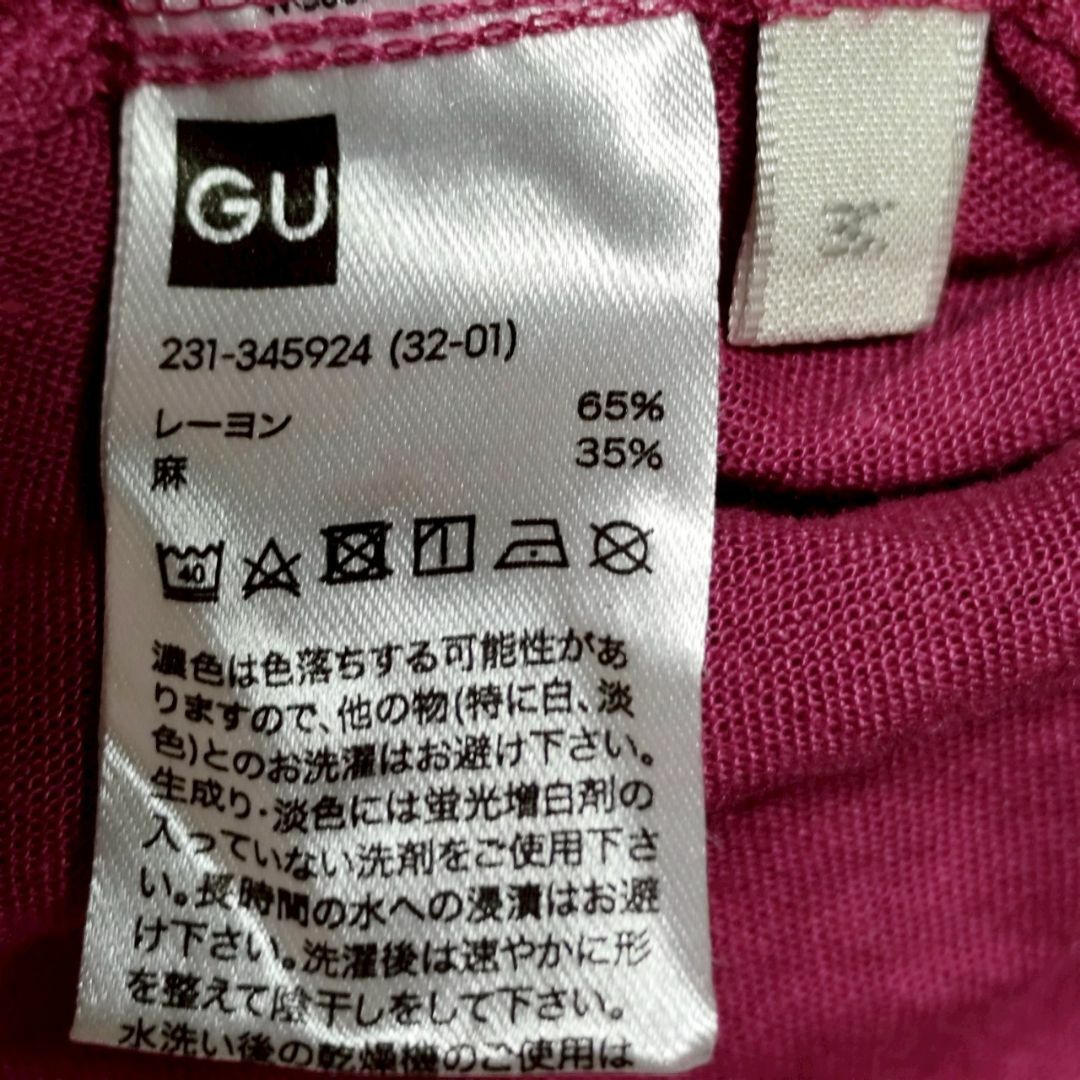 GU
231-345924 (32-01)
レーヨン 65%
麻 35%
40
濃色は色落ちする可能性があ
りますので、他の物(特に白、淡
色)とのお洗濯はお避け下さい。
生成り・淡色には蛍光増白剤の
入っていない洗剤をご使用下さ
い。長時間の水への浸漬はお避
け下さい。洗濯後は速やかに形
を整えて陰干しをして下さい。
水洗い後の乾燥機のご使用は